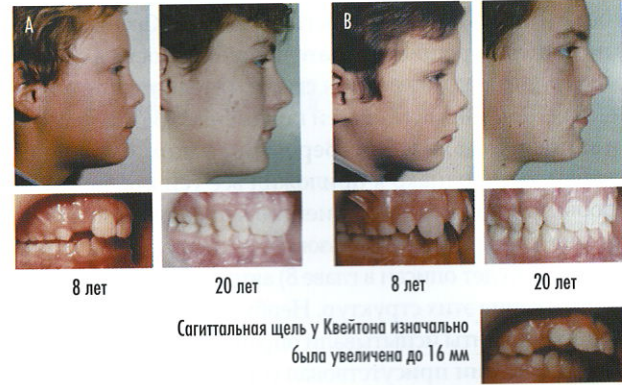 A
B
8 лет
20 лет
8 лет
20 лет
Сагиттальная щель у Квейтона изначально
была увеличена до 16 мм